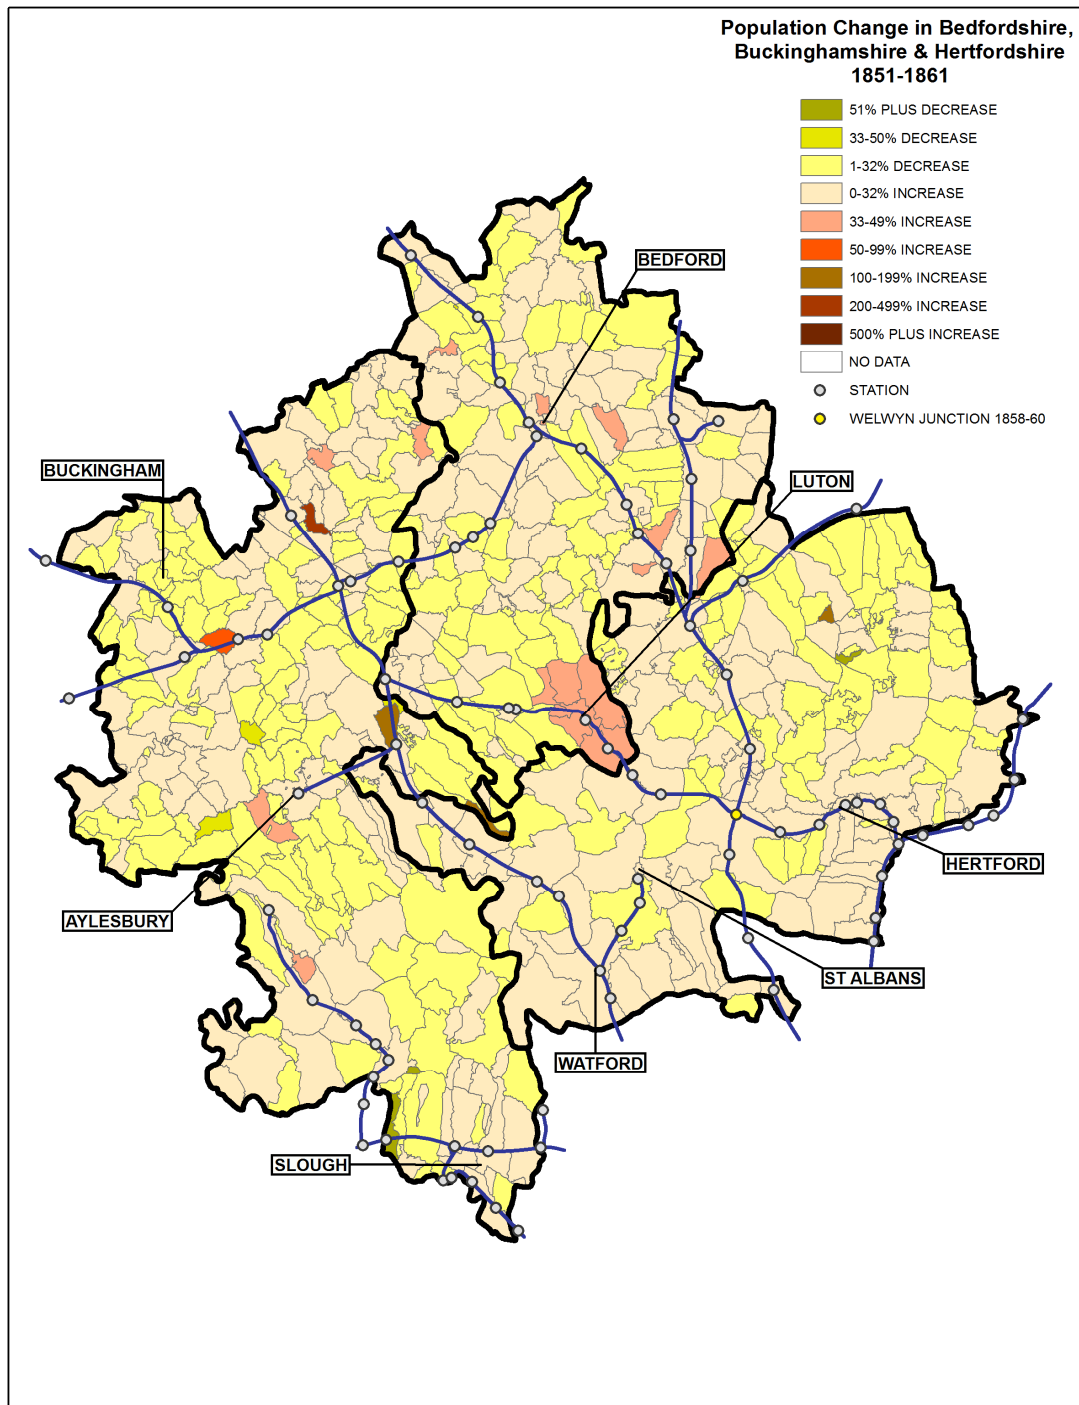 Population Change in Bedfordshire,
Buckinghamshire & Hertfordshire
1851-1861
51% PLUS DECREASE
33-50% DECREASE
1-32% DECREASE
0-32% INCREASE
33-49% INCREASE
50-99% INCREASE
100-199% INCREASE
200-499% INCREASE
500% PLUS INCREASE
NO DATA
STATION
WELWYN JUNCTION 1858-60
BEDFORD
BUCKINGHAM
LUTON
HERTFORD
AYLESBURY
ST ALBANS
WATFORD
SLOUGH